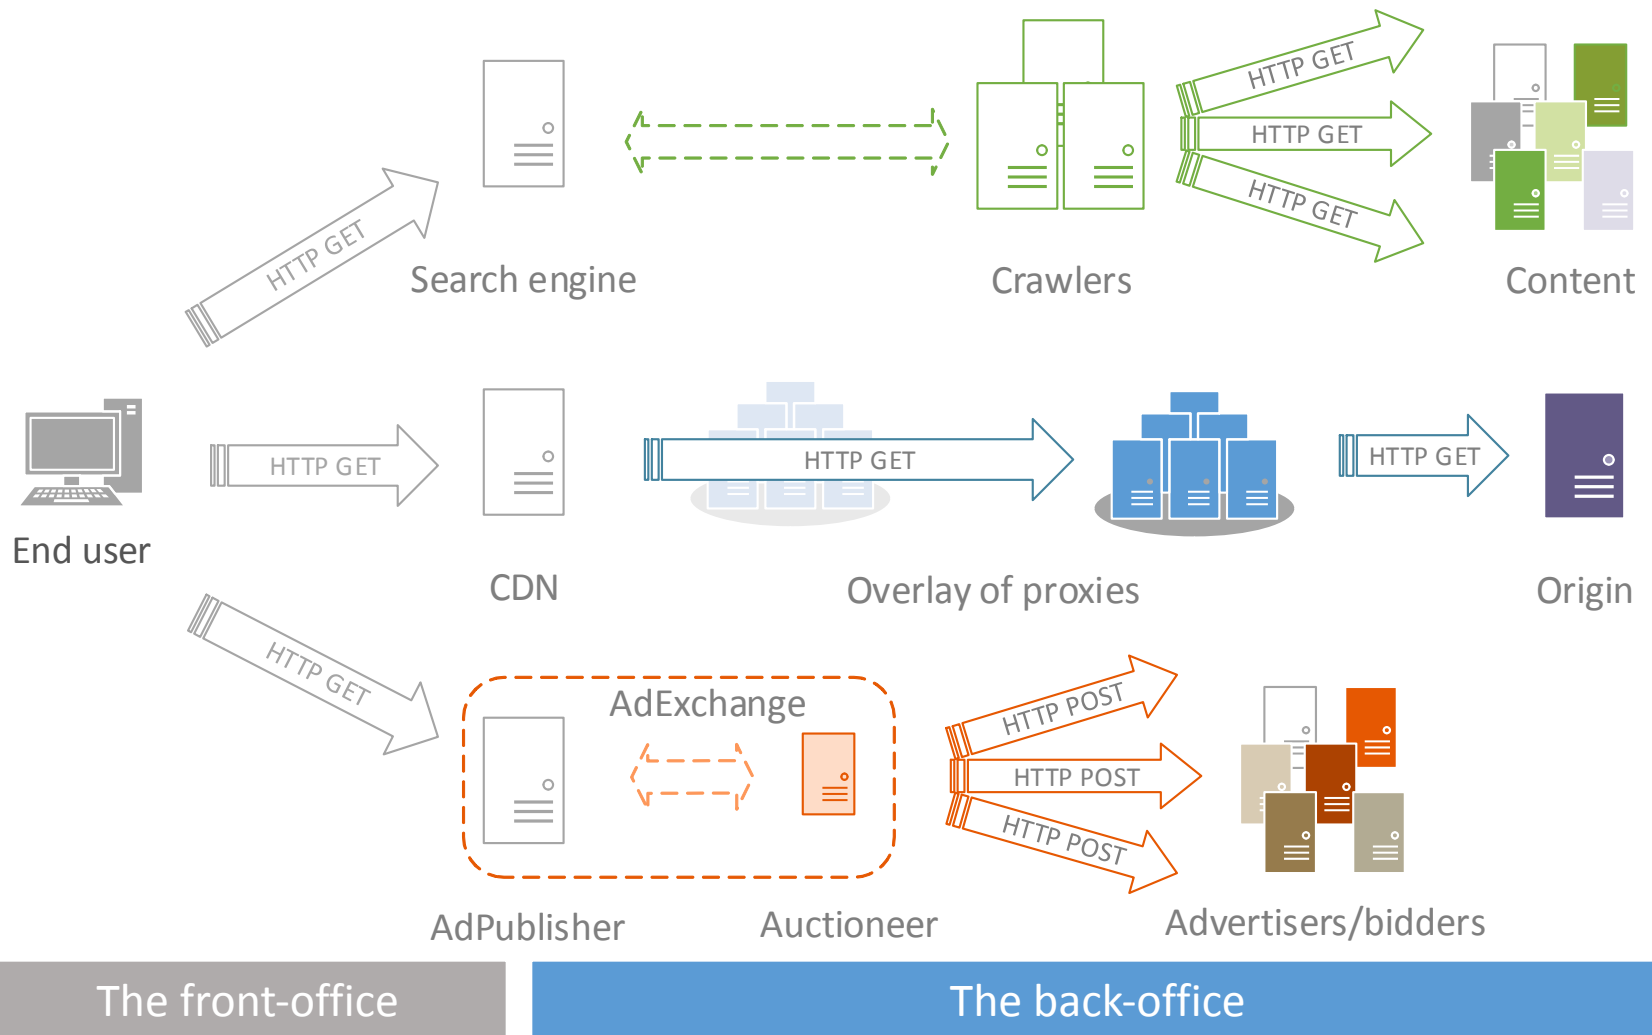 HTTP GET
HTTP GET
HTTP GET
HTTP GET
Search engine
Crawlers
Content
HTTP GET
HTTP GET
HTTP GET
End user
CDN
Overlay of proxies
Origin
HTTP GET
AdExchange
HTTP POST
HTTP POST
HTTP POST
AdPublisher
Auctioneer
Advertisers/bidders
The front-office
The back-office